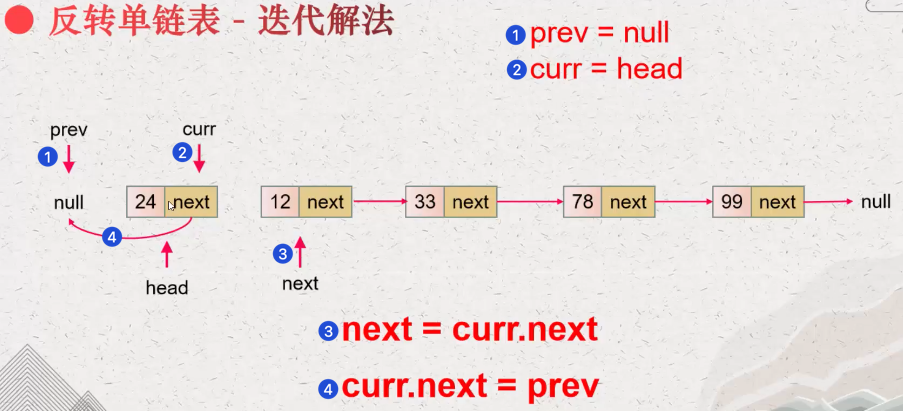 反转单链表 - 迭代解法
1 prev = null
2 curr = head
prev
curr
1
2
null
24 next
12 next
33 next
78 next
99 next
null
4
3
head
next
3 next = curr.next
4 curr.next = prev